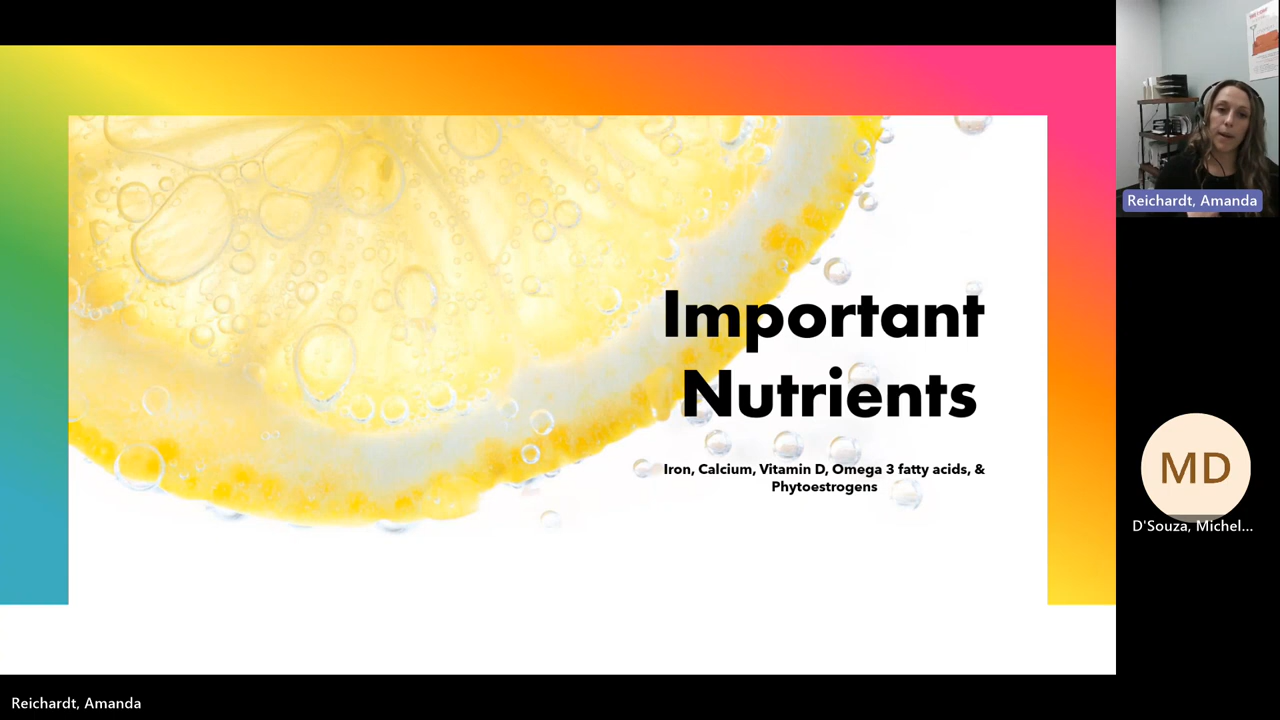 Important
Nutrients
Iron, Calcium, Vitamin D, Omega 3 fatty acids, &
Phytoestrogens
Reichardt, Amanda
MD
D'Souza, Michel...
Reichardt, Amanda